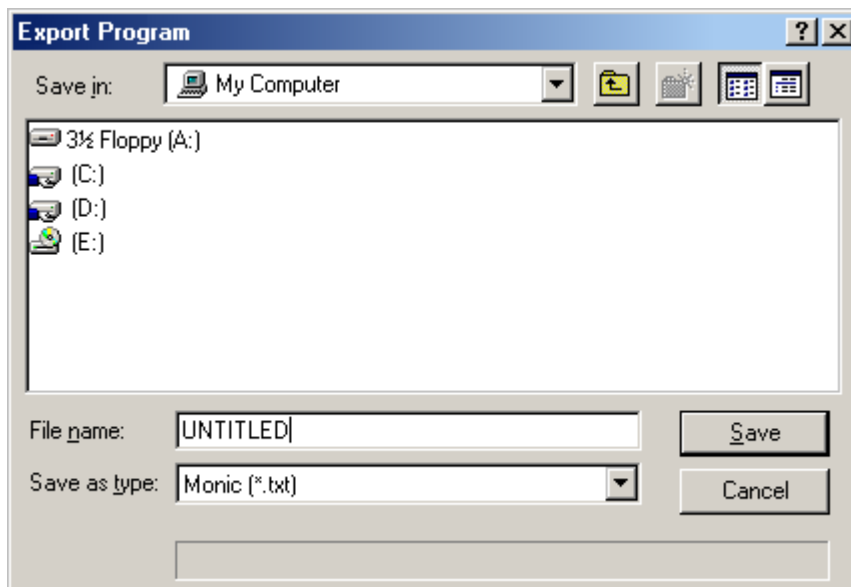 Export Program
Save in: My Computer
3½ Floppy (A:)
(C:)
(D:)
(E:)
File name: UNTITLED Save
Save as type: Monic (*.txt) Cancel